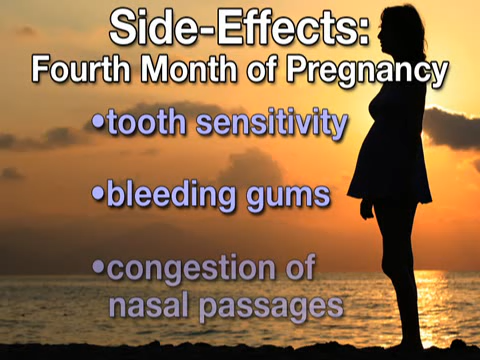 Side-Effects:
Fourth Month of Pregnancy
•tooth sensitivity
•bleeding gums
•congestion of
nasal passages